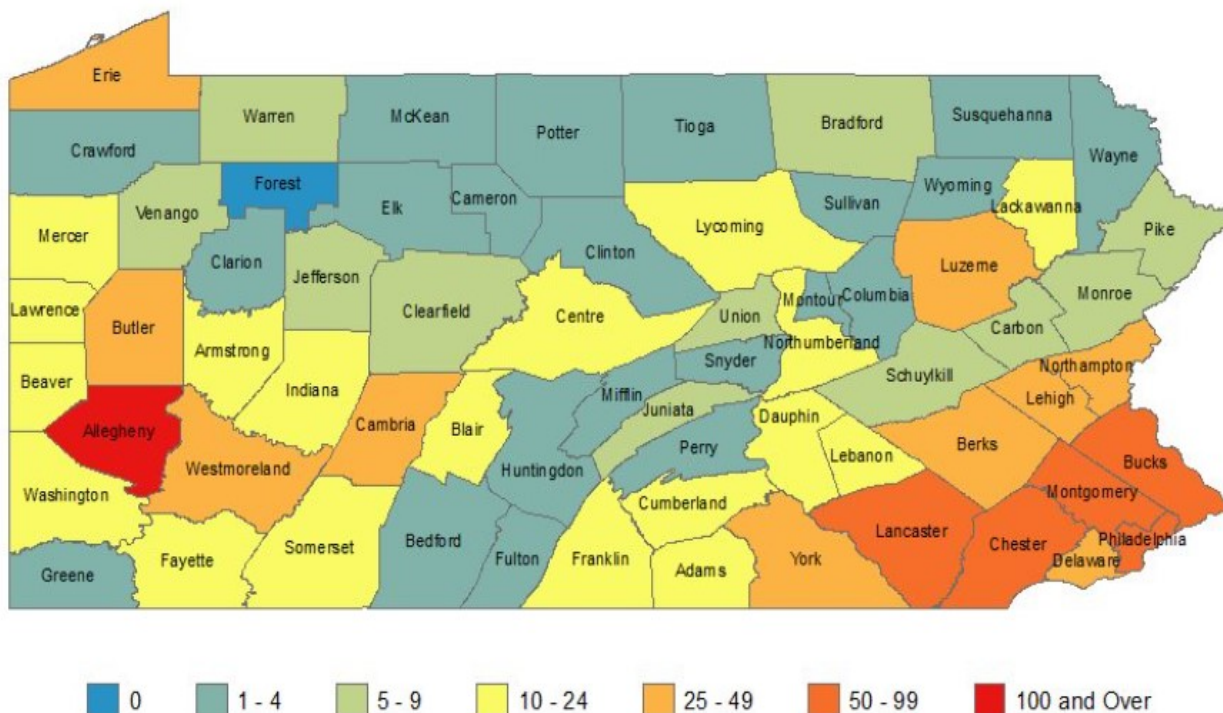 Erie
Warren
McKean
Potter
Tioga
Bradford
Susquehanna
Crawford
Wayne
Forest
Elk
Cameron
Sullivan
Wyoming
Lackawanna
Venango
Mercer
Clarion
Clinton
Lycoming
Pike
Jefferson
Luzerne
Montour
Columbia
Monroe
Lawrence
Butler
Clearfield
Centre
Union
Carbon
Armstrong
Northumberland
Beaver
Indiana
Snyder
Schuylkill
Northampton
Lehigh
Mifflin
Juniata
Dauphin
Allegheny
Cambria
Blair
Perry
Lebanon
Berks
Bucks
Westmoreland
Huntingdon
Montgomery
Washington
Cumberland
Lancaster
Philadelphia
Greene
Fayette
Somerset
Bedford
Fulton
Franklin
Adams
York
Chester
Delaware
0 1 - 4 5 - 9 10 - 24 25 - 49 50 - 99 100 and Over